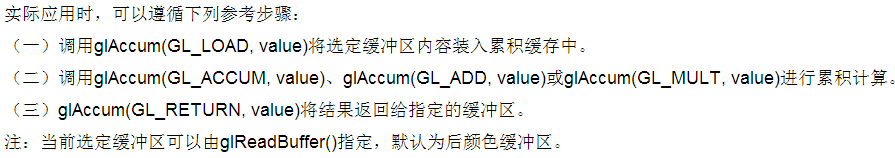 实际应用时，可以遵循下列参考步骤：
（一）调用glAccum(GL_LOAD, value)将选定缓冲区内容装入累积缓存中。
（二）调用glAccum(GL_ACCUM, value)、glAccum(GL_ADD, value)或glAccum(GL_MULT, value)进行累积计算。
（三）glAccum(GL_RETURN, value)将结果返回给指定的缓冲区。
注：当前选定缓冲区可以由glReadBuffer()指定，默认为后颜色缓冲区。